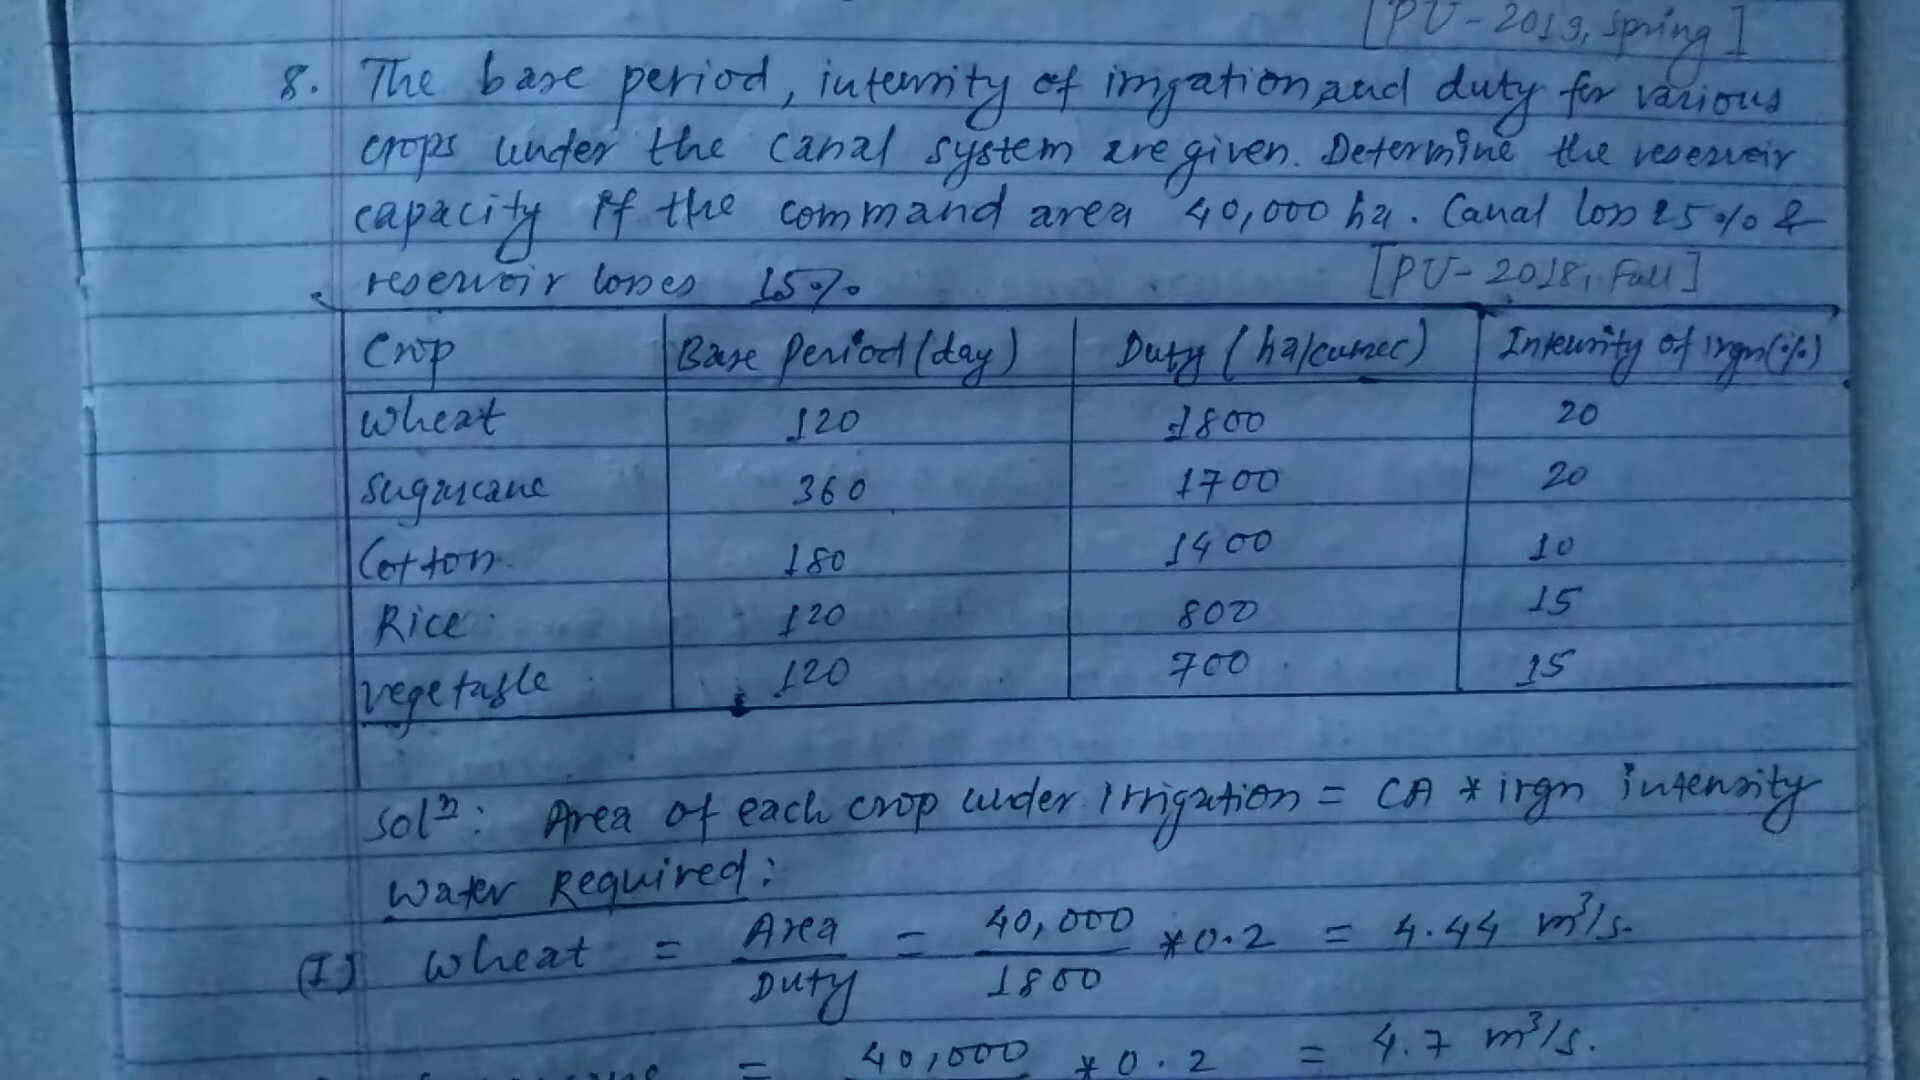 [PU-2019, Spring]
8. The base period, intensity of irrigation, and duty for various
crops under the canal system are given. Determine the reservoir
capacity if the command area 40,000 ha. Canal loss 25% &
reservoir losses 15%. [PU-2018, Fall]
Crop Base Period (day) Duty (ha/cumec) Intensity of irgn(%)
Wheat 120 1800 20
Sugarcane 360 1700 20
Cotton 180 1400 10
Rice 120 800 15
vegetable 120 700 15
Solⁿ: Area of each crop under irrigation = CA * irgn intensity
Water Required:
(I) Wheat = Area/Duty = 40,000/1800 * 0.2 = 4.44 m³/s.
= 40,000 * 0.2 = 4.7 m³/s.